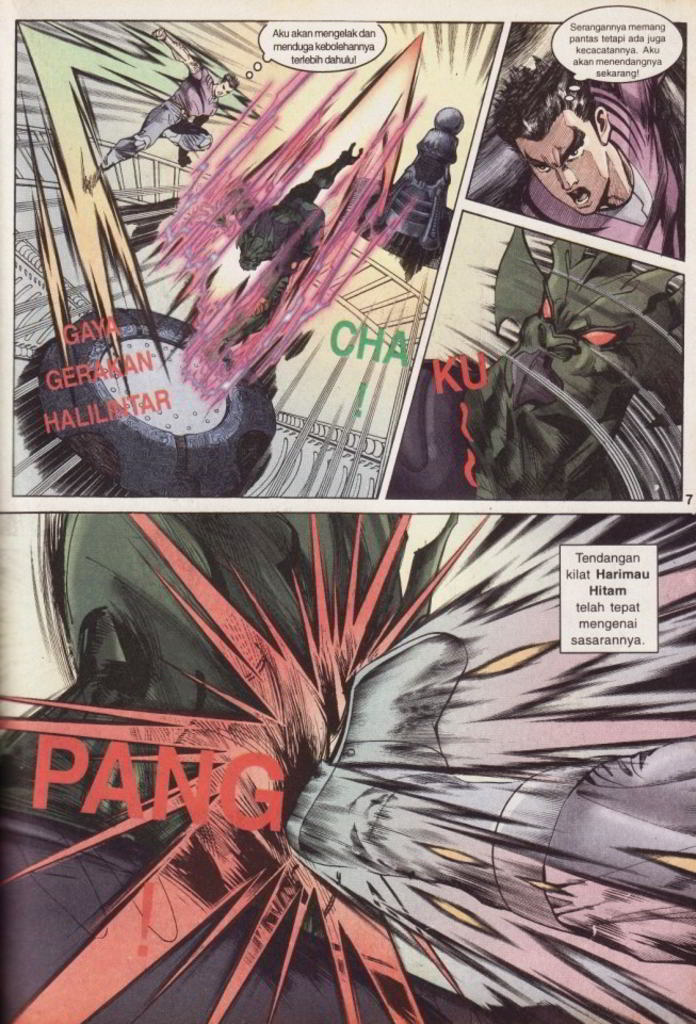 Aku akan mengelak dan
menduga kebolehannya
terlebih dahulu!
GAYA
GERAKAN
HALILINTAR
CHA
!
Serangannya memang
pantas tetapi ada juga
kecacatannya. Aku
akan menendangnya
sekarang!
KU
7
Tendangan
kilat Harimau
Hitam
telah tepat
mengenai
sasarannya.
PANG
!